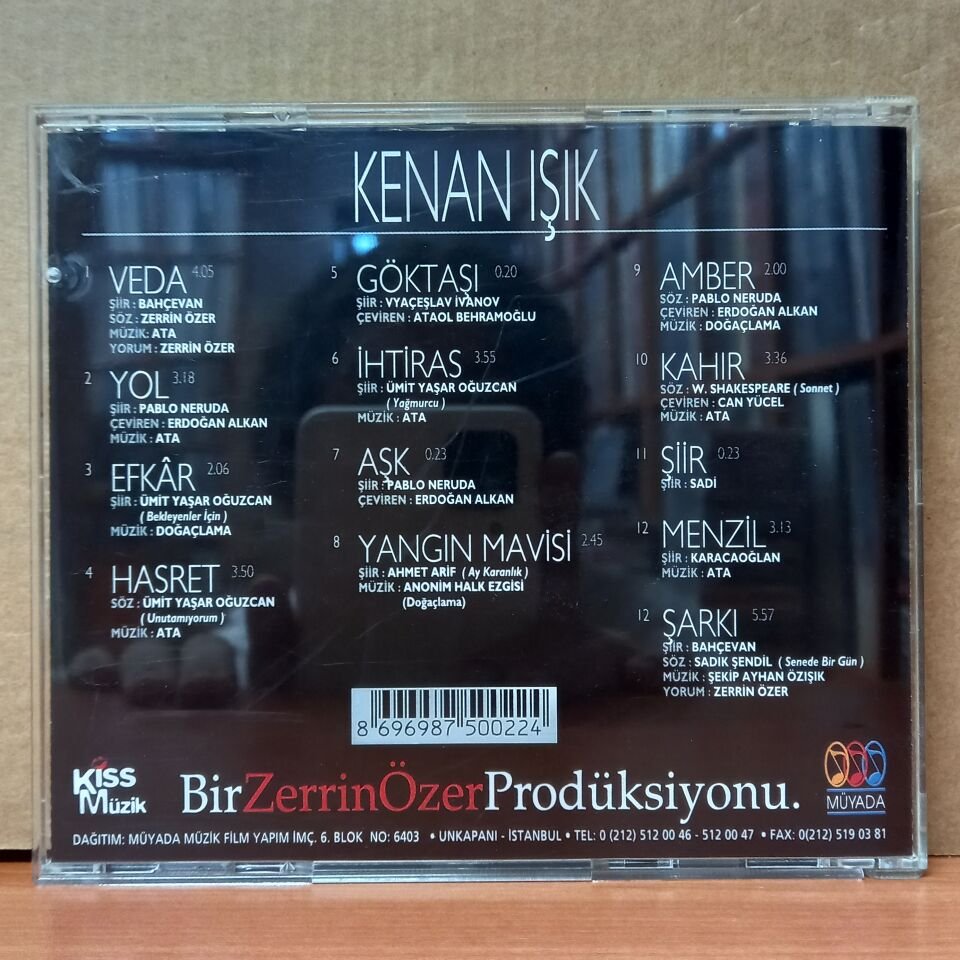 KENAN IŞIK
1 VEDA 4.05
ŞİİR : BAHÇEVAN
SÖZ : ZERRİN ÖZER
MÜZİK: ATA
YORUM : ZERRİN ÖZER
2 YOL 3.18
ŞİİR : PABLO NERUDA
ÇEVİREN : ERDOĞAN ALKAN
MÜZİK : ATA
3 EFKÂR 2.06
ŞİİR : ÜMİT YAŞAR OĞUZCAN
( Bekleyenler İçin )
MÜZİK : DOĞAÇLAMA
4 HASRET 3.50
SÖZ : ÜMİT YAŞAR OĞUZCAN
( Unutamıyorum )
MÜZİK : ATA
5 GÖKTAŞI 0.20
ŞİİR : VYAÇEŞLAV İVANOV
ÇEVİREN : ATAOL BEHRAMOĞLU
6 İHTİRAS 3.55
ŞİİR : ÜMİT YAŞAR OĞUZCAN
( Yağmurcu )
MÜZİK : ATA
7 AŞK 0.23
ŞİİR : PABLO NERUDA
ÇEVİREN : ERDOĞAN ALKAN
8 YANGIN MAVİSİ 2.45
ŞİİR : AHMET ARİF ( Ay Karanlık )
MÜZİK : ANONİM HALK EZGİSİ
(Doğaçlama)
9 AMBER 2.00
SÖZ : PABLO NERUDA
ÇEVİREN : ERDOĞAN ALKAN
MÜZİK : DOĞAÇLAMA
10 KAHIR 3.36
SÖZ : W. SHAKESPEARE ( Sonnet )
ÇEVİREN : CAN YÜCEL
MÜZİK : ATA
11 ŞİİR 0.23
ŞİİR : SADİ
12 MENZİL 3.13
ŞİİR : KARACAOĞLAN
MÜZİK : ATA
12 ŞARKI 5.57
ŞİİR : BAHÇEVAN
SÖZ : SADIK ŞENDİL ( Senede Bir Gün )
MÜZİK : ŞEKİP AYHAN ÖZIŞIK
YORUM : ZERRİN ÖZER
8 696987 500224
Kiss Müzik
BirZerrinÖzerProdüksiyonu.
MÜYADA
DAĞITIM: MÜYADA MÜZİK FİLM YAPIM İMÇ. 6. BLOK NO: 6403 • UNKAPANI - İSTANBUL • TEL: 0 (212) 512 00 46 - 512 00 47 • FAX: 0(212) 519 03 81